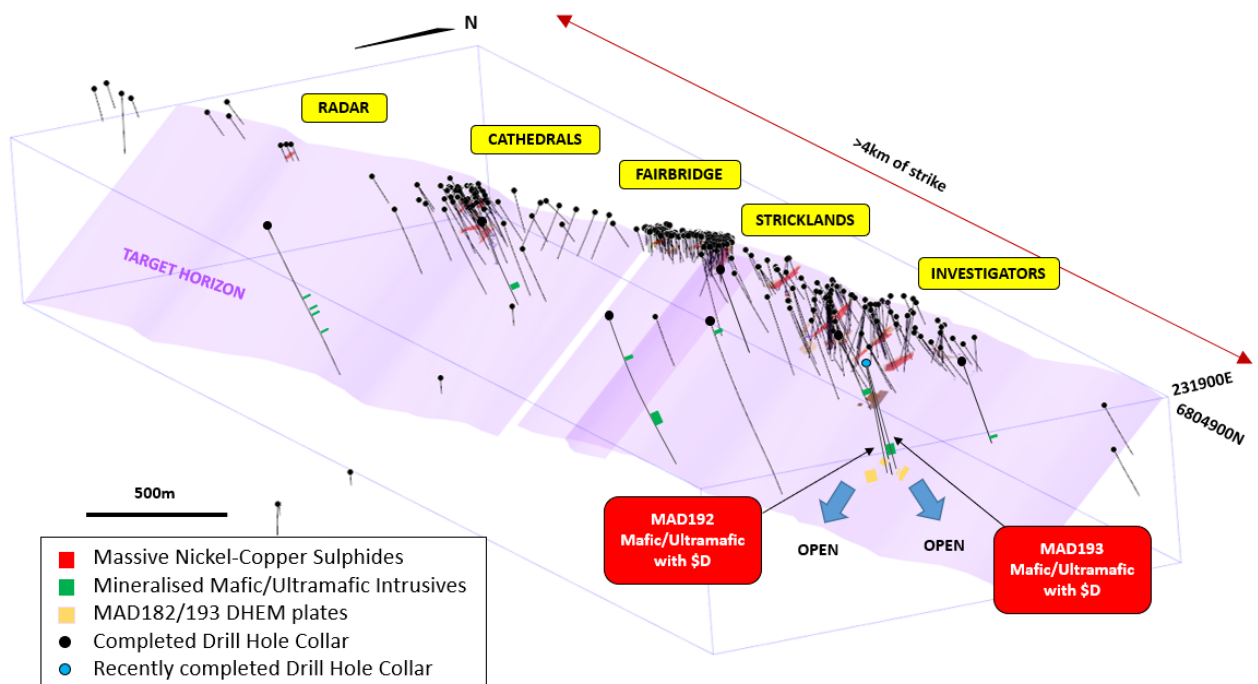 N
RADAR
CATHEDRALS
FAIRBRIDGE
STRICKLANDS
INVESTIGATORS
>4km of strike
TARGET HORIZON
231900E
6804900N
500m
MAD192
Mafic/Ultramafic
with $D
OPEN
OPEN
MAD193
Mafic/Ultramafic
with $D
Massive Nickel-Copper Sulphides
Mineralised Mafic/Ultramafic Intrusives
MAD182/193 DHEM plates
Completed Drill Hole Collar
Recently completed Drill Hole Collar